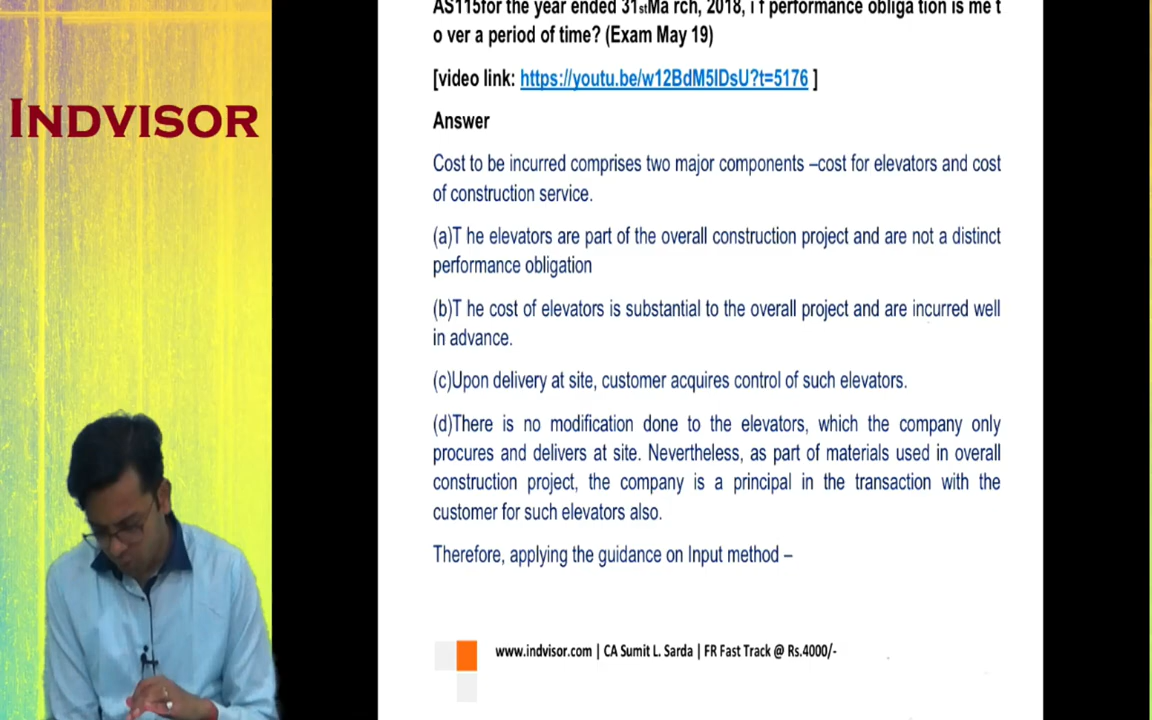 INDVISOR
AS115for the year ended 31stMa rch, 2018, i f performance obliga tion is me t
o ver a period of time? (Exam May 19)
[video link: https://youtu.be/w12BdM5IDsU?t=5176 ]
Answer
Cost to be incurred comprises two major components –cost for elevators and cost
of construction service.
(a)T he elevators are part of the overall construction project and are not a distinct
performance obligation
(b)T he cost of elevators is substantial to the overall project and are incurred well
in advance.
(c)Upon delivery at site, customer acquires control of such elevators.
(d)There is no modification done to the elevators, which the company only
procures and delivers at site. Nevertheless, as part of materials used in overall
construction project, the company is a principal in the transaction with the
customer for such elevators also.
Therefore, applying the guidance on Input method –
www.indvisor.com | CA Sumit L. Sarda | FR Fast Track @ Rs.4000/-